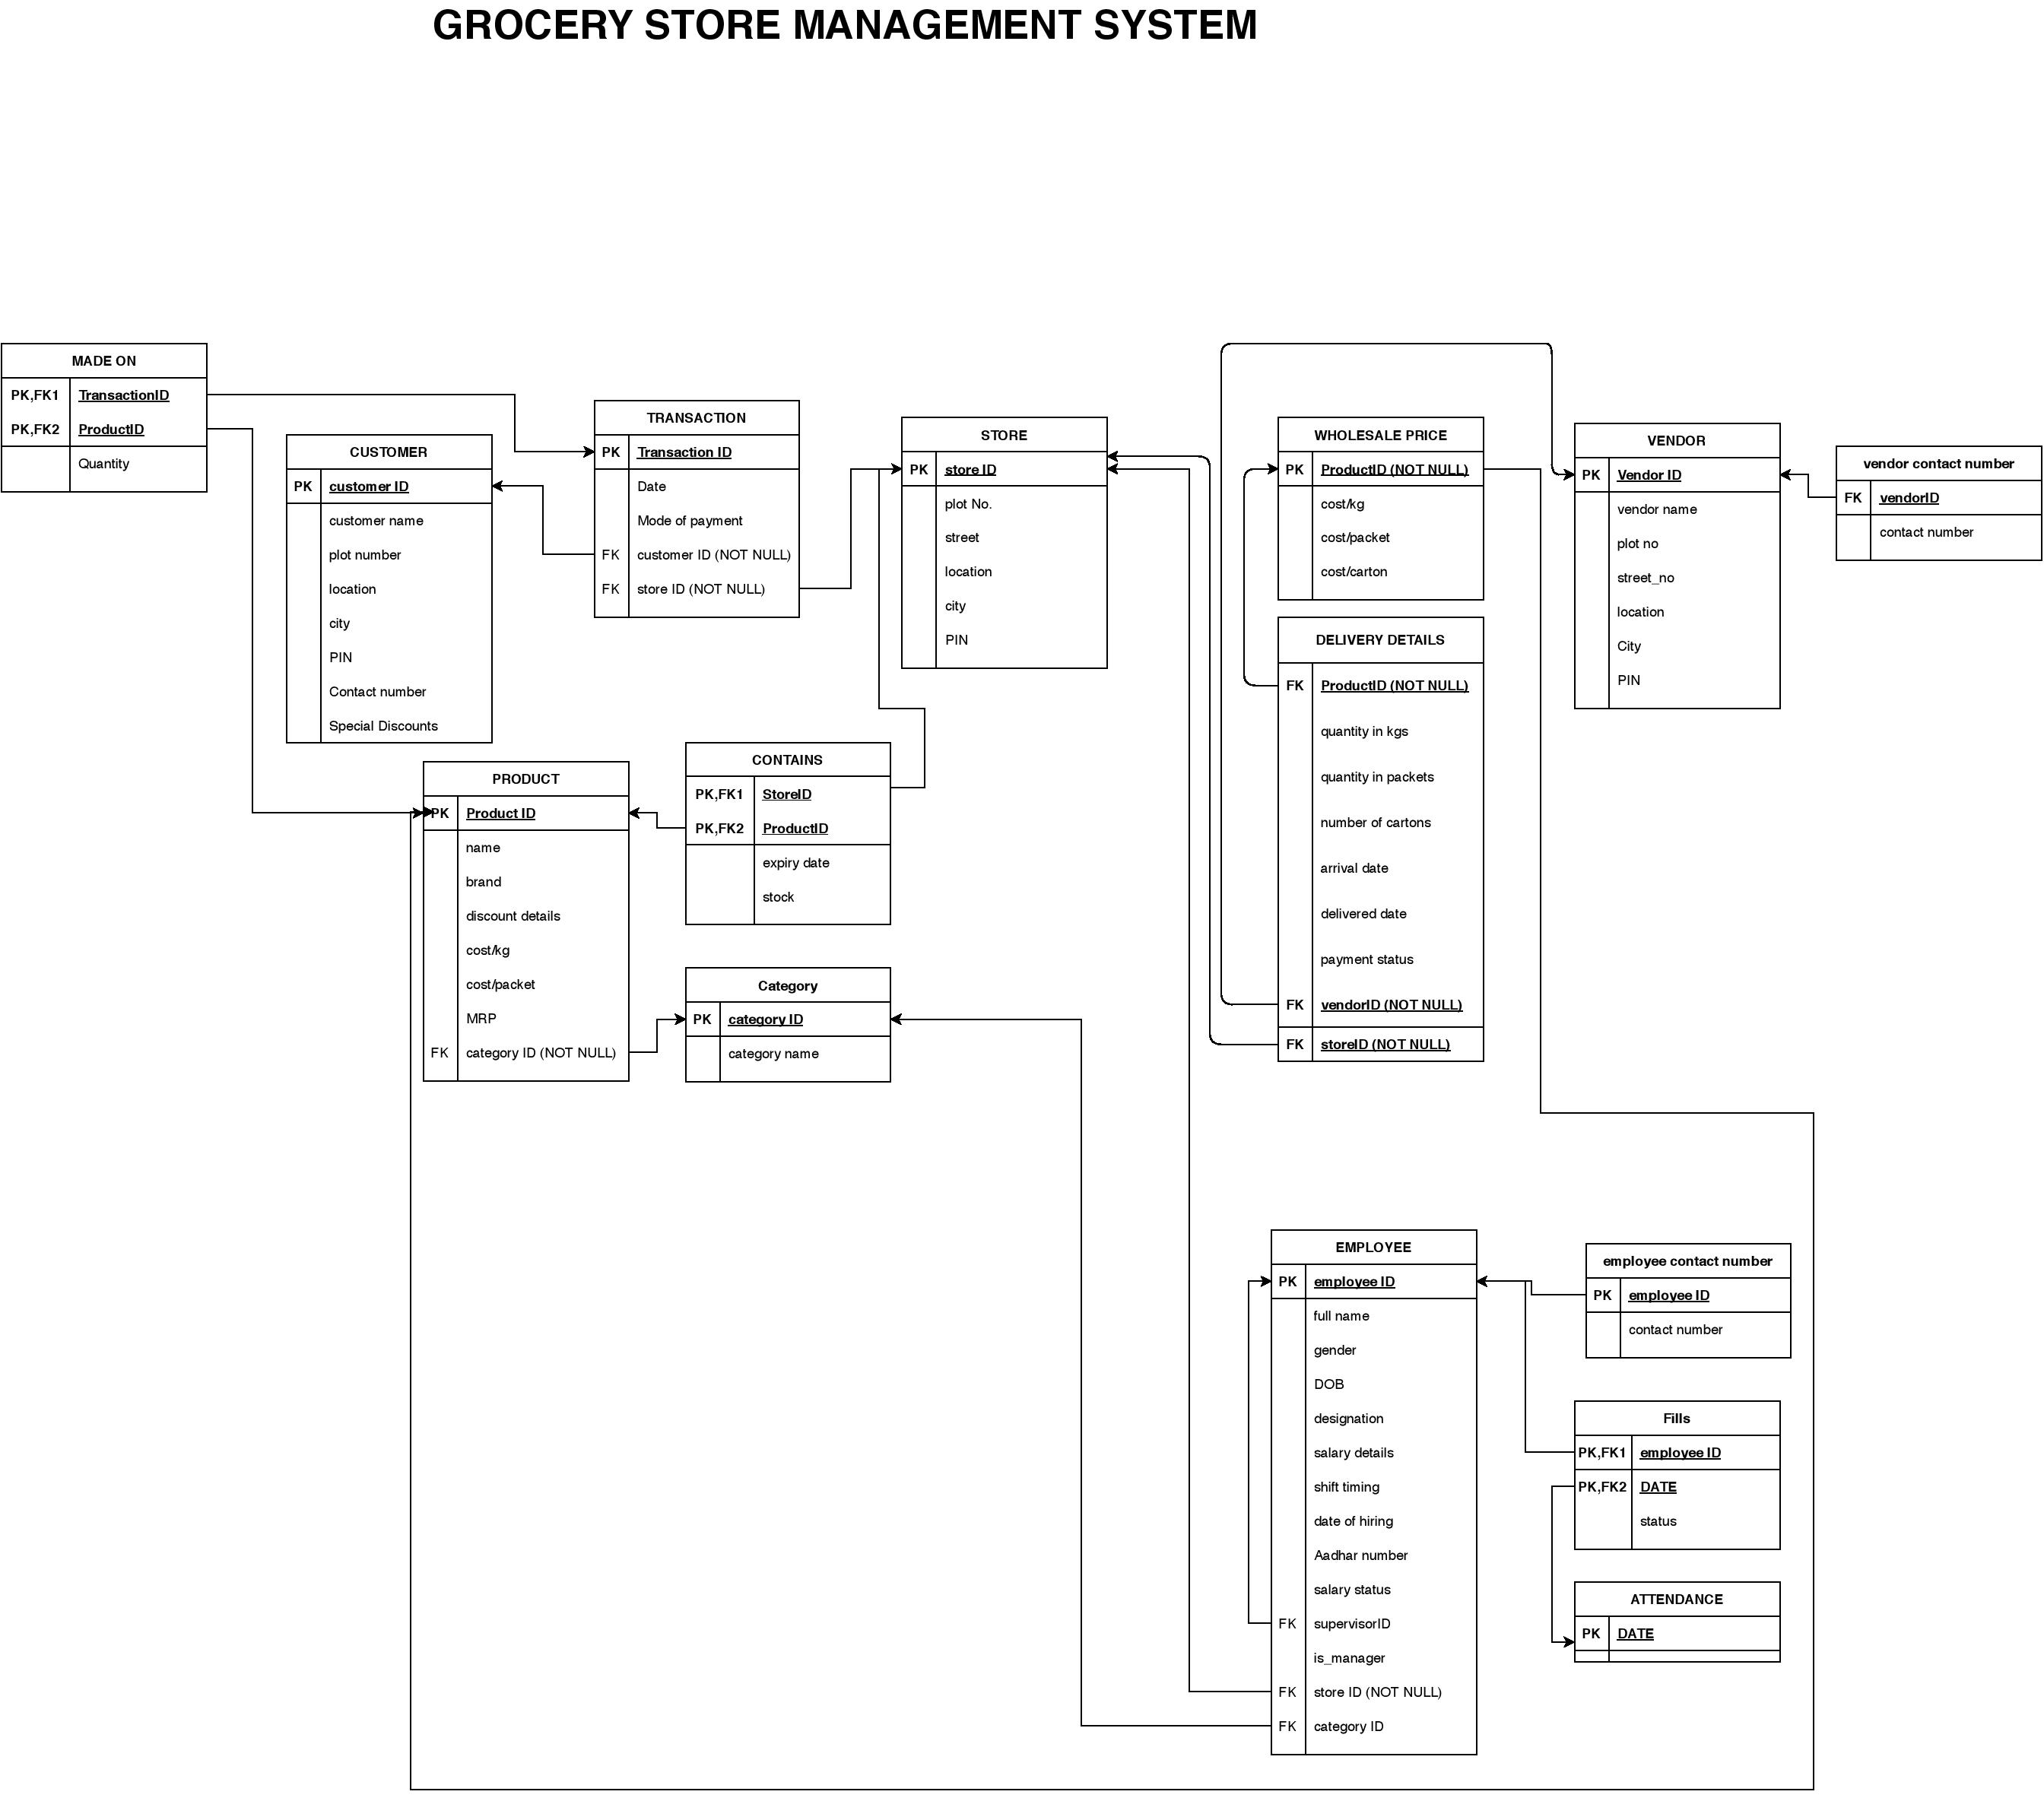 GROCERY STORE MANAGEMENT SYSTEM
MADE ON
PK,FK1 TransactionID
PK,FK2 ProductID
Quantity
CUSTOMER
PK customer ID
customer name
plot number
location
city
PIN
Contact number
Special Discounts
TRANSACTION
PK Transaction ID
Date
Mode of payment
FK customer ID (NOT NULL)
FK store ID (NOT NULL)
STORE
PK store ID
plot No.
street
location
city
PIN
WHOLESALE PRICE
PK ProductID (NOT NULL)
cost/kg
cost/packet
cost/carton
VENDOR
PK Vendor ID
vendor name
plot no
street_no
location
City
PIN
vendor contact number
FK vendorID
contact number
DELIVERY DETAILS
FK ProductID (NOT NULL)
quantity in kgs
quantity in packets
number of cartons
arrival date
delivered date
payment status
FK vendorID (NOT NULL)
FK storeID (NOT NULL)
PRODUCT
PK Product ID
name
brand
discount details
cost/kg
cost/packet
MRP
FK category ID (NOT NULL)
CONTAINS
PK,FK1 StoreID
PK,FK2 ProductID
expiry date
stock
Category
PK category ID
category name
EMPLOYEE
PK employee ID
full name
gender
DOB
designation
salary details
shift timing
date of hiring
Aadhar number
salary status
FK supervisorID
is_manager
FK store ID (NOT NULL)
FK category ID
employee contact number
PK employee ID
contact number
Fills
PK,FK1 employee ID
PK,FK2 DATE
status
ATTENDANCE
PK DATE